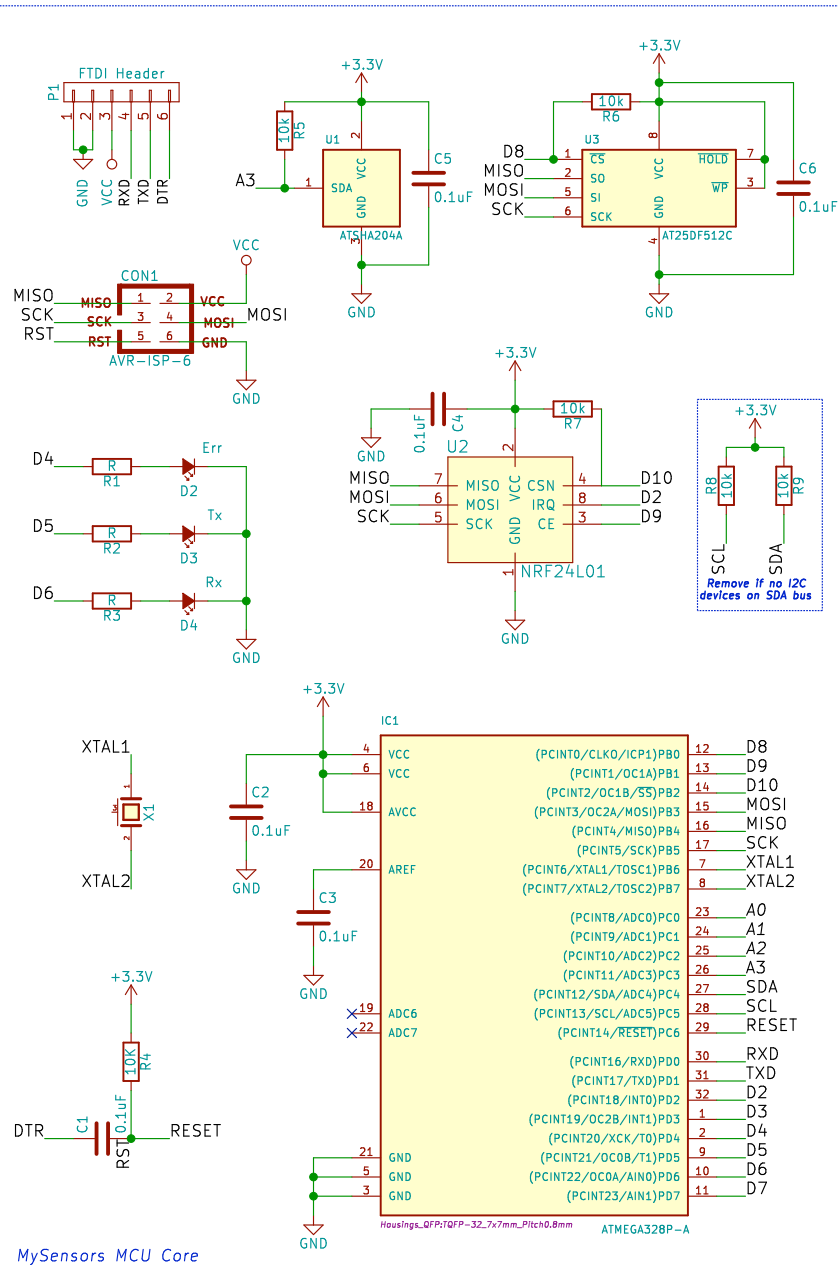 FTDI Header
P1
1
2
3
4
5
6
GND
VCC
RXD
TXD
DTR
+3.3V
10k
R5
U1
2
VCC
A3
1
SDA
GND
3
ATSHA204A
C5
0.1uF
GND
+3.3V
10k
R6
U3
8
D8
1
CS
VCC
HOLD
7
MISO
2
SO
MOSI
5
SI
WP
3
SCK
6
SCK
GND
4
AT25DF512C
C6
0.1uF
GND
VCC
CON1
MISO
MISO
1
2
VCC
SCK
SCK
3
4
MOSI
MOSI
RST
RST
5
6
GND
AVR-ISP-6
GND
+3.3V
10k
R7
C4
0.1uF
GND
U2
2
VCC
MISO
7
MISO
CSN
4
D10
MOSI
6
MOSI
IRQ
8
D2
SCK
5
SCK
CE
3
D9
GND
1
NRF24L01
GND
+3.3V
R8
10k
10k
R9
SCL
SDA
Remove if no I2C
devices on SDA bus
D4
R
R1
Err
D2
D5
R
R2
Tx
D3
D6
R
R3
Rx
D4
GND
XTAL1
1
X1
2
XTAL2
+3.3V
C2
0.1uF
GND
C3
0.1uF
GND
IC1
4
VCC
6
VCC
18
AVCC
20
AREF
19
ADC6
22
ADC7
21
GND
5
GND
3
GND
GND
(PCINT0/CLKO/ICP1)PB0
12
D8
(PCINT1/OC1A)PB1
13
D9
(PCINT2/OC1B/SS)PB2
14
D10
(PCINT3/OC2A/MOSI)PB3
15
MOSI
(PCINT4/MISO)PB4
16
MISO
(PCINT5/SCK)PB5
17
SCK
(PCINT6/XTAL1/TOSC1)PB6
7
XTAL1
(PCINT7/XTAL2/TOSC2)PB7
8
XTAL2
(PCINT8/ADC0)PC0
23
A0
(PCINT9/ADC1)PC1
24
A1
(PCINT10/ADC2)PC2
25
A2
(PCINT11/ADC3)PC3
26
A3
(PCINT12/SDA/ADC4)PC4
27
SDA
(PCINT13/SCL/ADC5)PC5
28
SCL
(PCINT14/RESET)PC6
29
RESET
(PCINT16/RXD)PD0
30
RXD
(PCINT17/TXD)PD1
31
TXD
(PCINT18/INT0)PD2
32
D2
(PCINT19/OC2B/INT1)PD3
1
D3
(PCINT20/XCK/T0)PD4
2
D4
(PCINT21/OC0B/T1)PD5
9
D5
(PCINT22/OC0A/AIN0)PD6
10
D6
(PCINT23/AIN1)PD7
11
D7
Housings_QFP:TQFP-32_7x7mm_Pitch0.8mm
ATMEGA328P-A
+3.3V
10K
R4
DTR
C1
0.1uF
RST
RESET
MySensors MCU Core